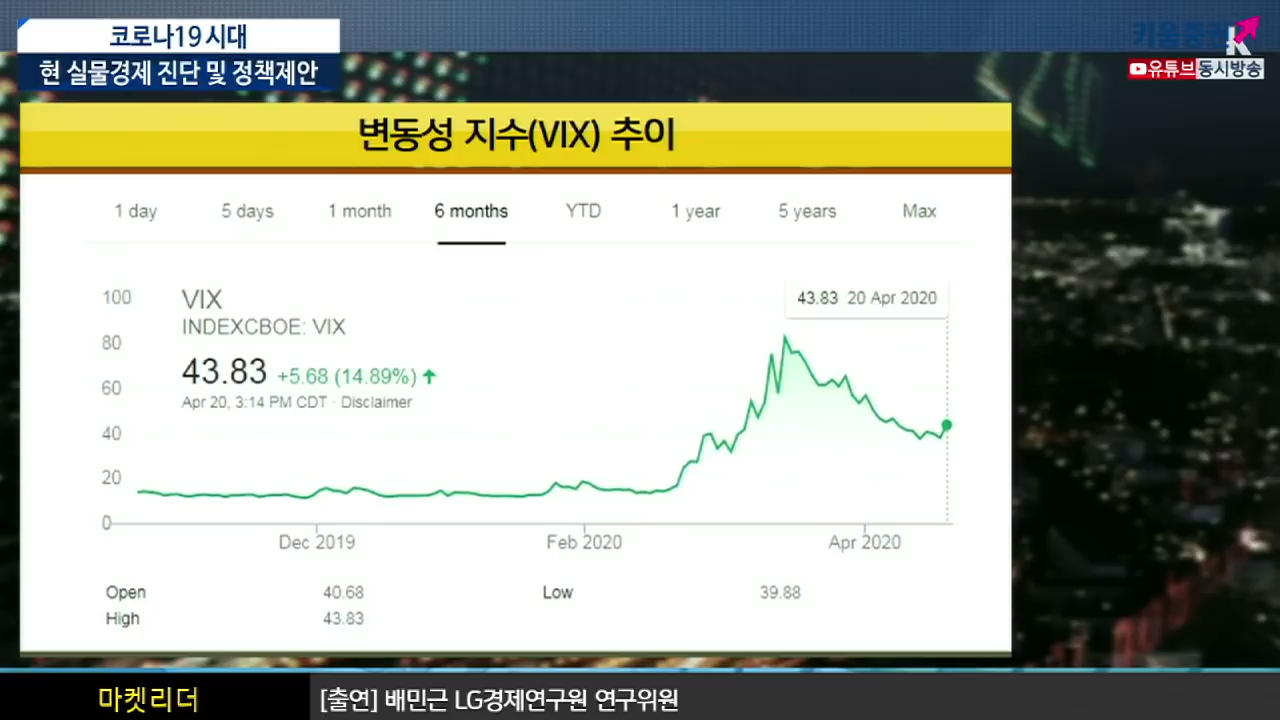 코로나19 시대
현 실물경제 진단 및 정책제안
키움증권
유튜브 동시방송
변동성 지수(VIX) 추이
1 day 5 days 1 month 6 months YTD 1 year 5 years Max
VIX
INDEXCBOE: VIX
43.83 +5.68 (14.89%) ↑
Apr 20, 3:14 PM CDT · Disclaimer
43.83 20 Apr 2020
100
80
60
40
20
0
Dec 2019 Feb 2020 Apr 2020
Open 40.68 Low 39.88
High 43.83
마켓리더 [출연] 배민근 LG경제연구원 연구위원